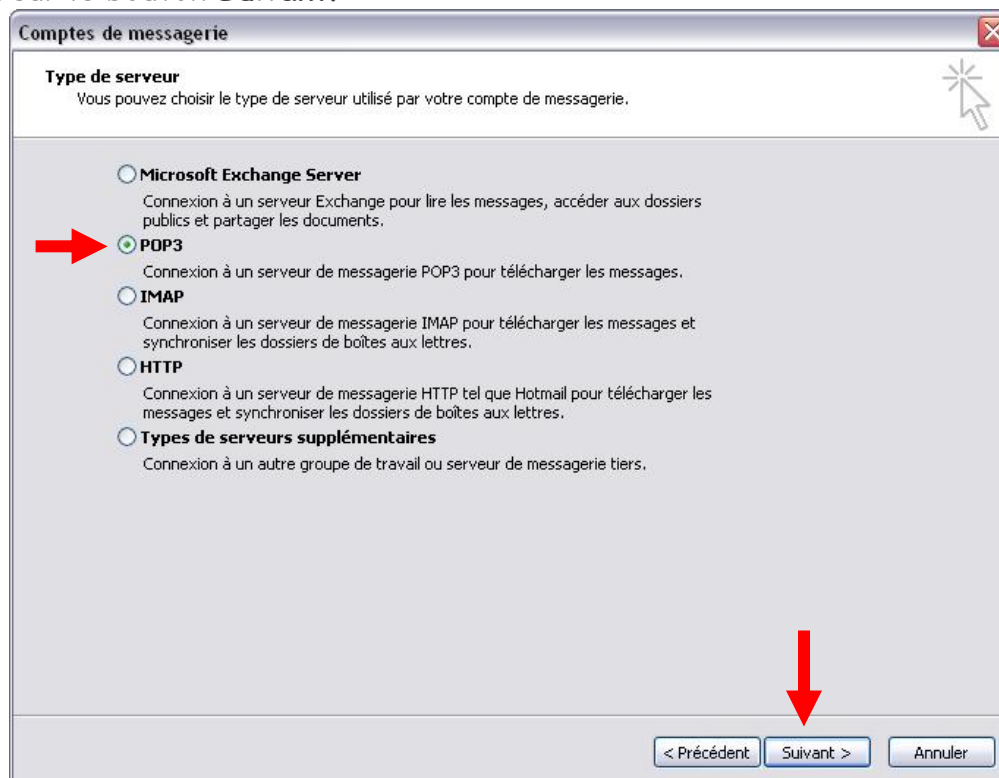 Comptes de messagerie
Type de serveur
Vous pouvez choisir le type de serveur utilisé par votre compte de messagerie.
Microsoft Exchange Server
Connexion à un serveur Exchange pour lire les messages, accéder aux dossiers
publics et partager les documents.
POP3
Connexion à un serveur de messagerie POP3 pour télécharger les messages.
IMAP
Connexion à un serveur de messagerie IMAP pour télécharger les messages et
synchroniser les dossiers de boîtes aux lettres.
HTTP
Connexion à un serveur de messagerie HTTP tel que Hotmail pour télécharger les
messages et synchroniser les dossiers de boîtes aux lettres.
Types de serveurs supplémentaires
Connexion à un autre groupe de travail ou serveur de messagerie tiers.
< Précédent Suivant > Annuler